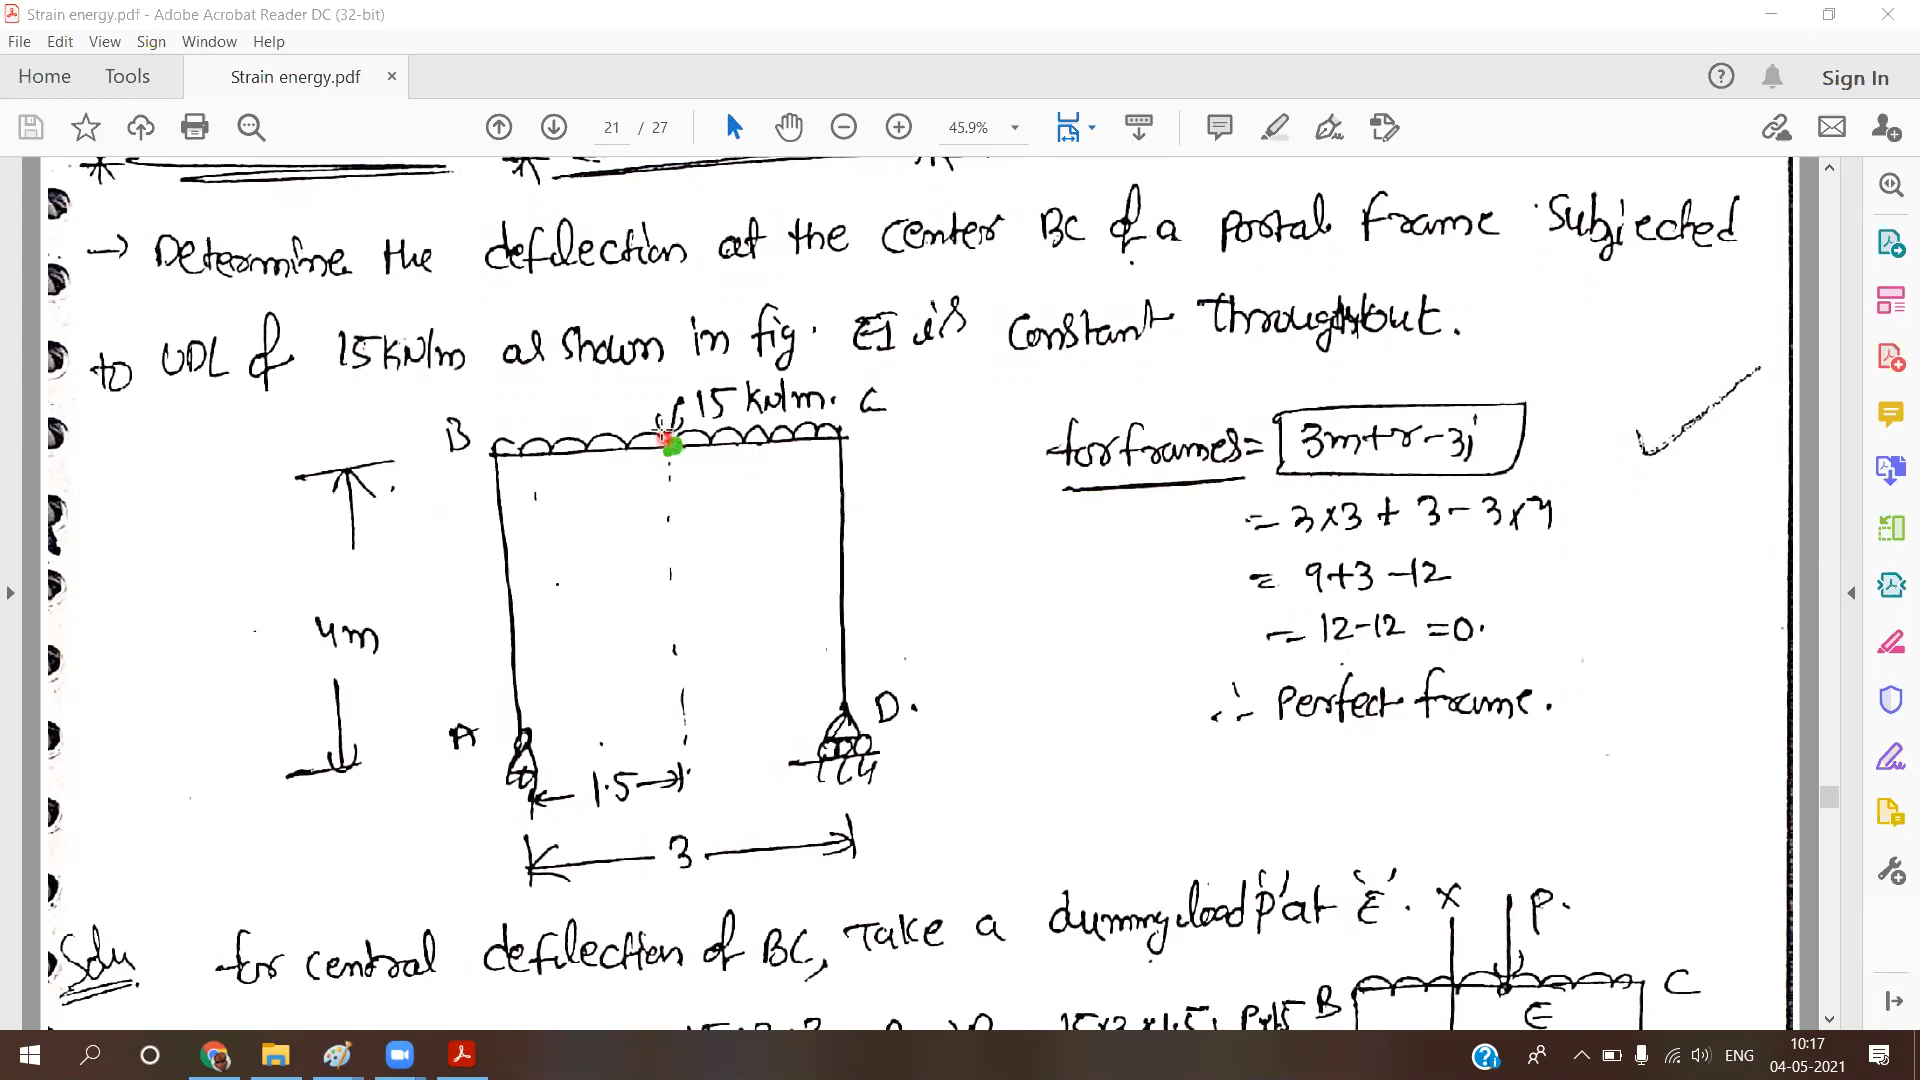 Strain energy.pdf - Adobe Acrobat Reader DC (32-bit)
File Edit View Sign Window Help
Home Tools Strain energy.pdf × Sign In
21 / 27 45.9%
→ Determine the defilection at the center BC of a portal frame subjected
to UDL of 15kN/m as shown in fig. EI is constant throughout.
15 kN/m. C
B
for frames = 3m+r-3j
= 3x3 + 3 - 3x4
= 9+3-12
4m
= 12-12 = 0.
∴ Perfect frame.
A
D.
1.5
3
Solu for central defilection of BC, Take a dummy load 'p' at 'E'.
X P.
B C
E
10:17
ENG
04-05-2021